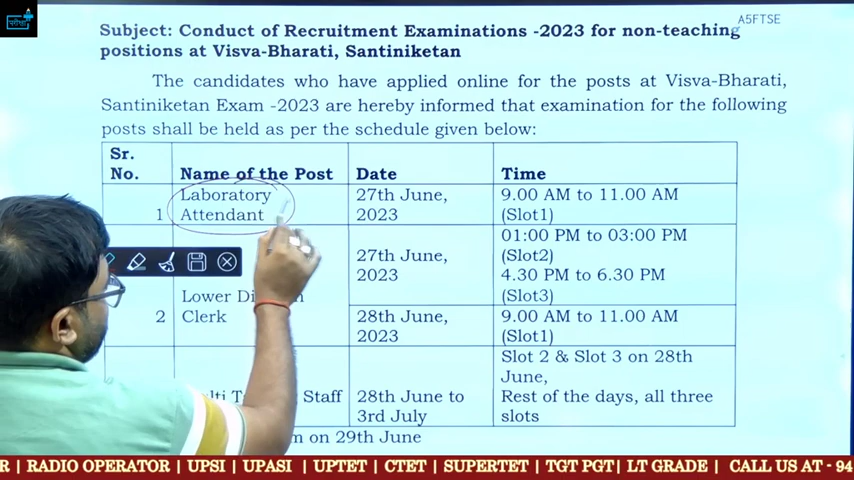 परीक्षा
A5FTSE
Subject: Conduct of Recruitment Examinations -2023 for non-teaching
positions at Visva-Bharati, Santiniketan
The candidates who have applied online for the posts at Visva-Bharati,
Santiniketan Exam -2023 are hereby informed that examination for the following
posts shall be held as per the schedule given below:
Sr.
No. Name of the Post Date Time
1 Laboratory Attendant 27th June, 2023 9.00 AM to 11.00 AM (Slot1)
27th June, 2023 01:00 PM to 03:00 PM (Slot2)
4.30 PM to 6.30 PM (Slot3)
2 Lower Clerk 28th June, 2023 9.00 AM to 11.00 AM (Slot1)
Staff 28th June to 3rd July Slot 2 & Slot 3 on 28th June,
Rest of the days, all three slots
on 29th June
R | RADIO OPERATOR | UPSI | UPASI | UPTET | CTET | SUPERTET | TGT PGT| LT GRADE | CALL US AT - 94